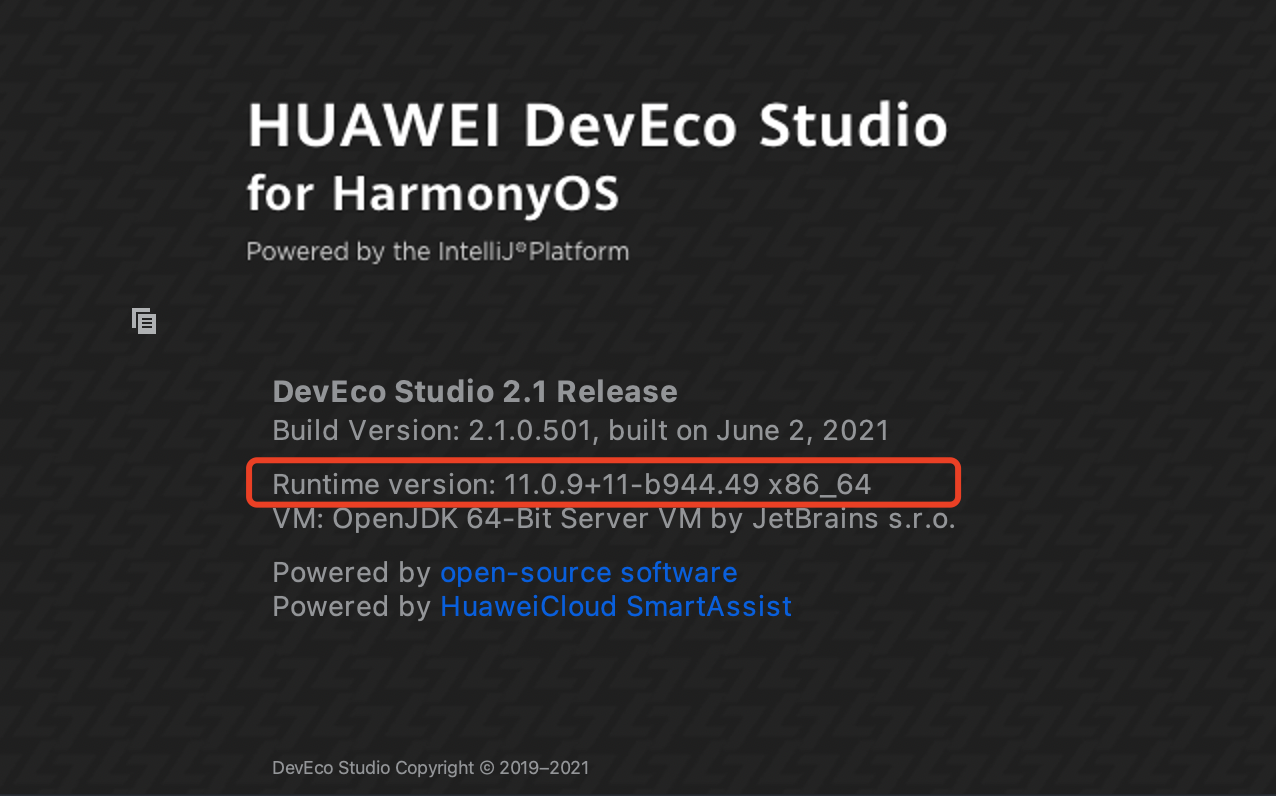 HUAWEI DevEco Studio
for HarmonyOS
Powered by the IntelliJ®Platform
DevEco Studio 2.1 Release
Build Version: 2.1.0.501, built on June 2, 2021
Runtime version: 11.0.9+11-b944.49 x86_64
VM: OpenJDK 64-Bit Server VM by JetBrains s.r.o.
Powered by open-source software
Powered by HuaweiCloud SmartAssist
DevEco Studio Copyright © 2019–2021